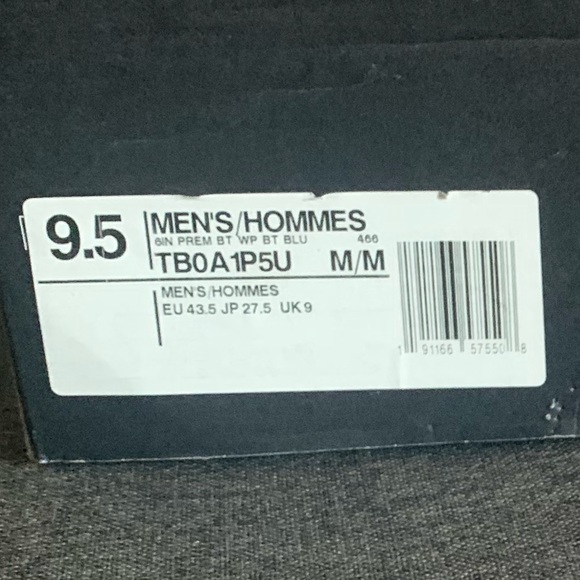 9.5
MEN'S/HOMMES
6IN PREM BT WP BT BLU 466
TB0A1P5U M/M
MEN'S/HOMMES
EU 43.5 JP 27.5 UK 9
1 91166 57550 8